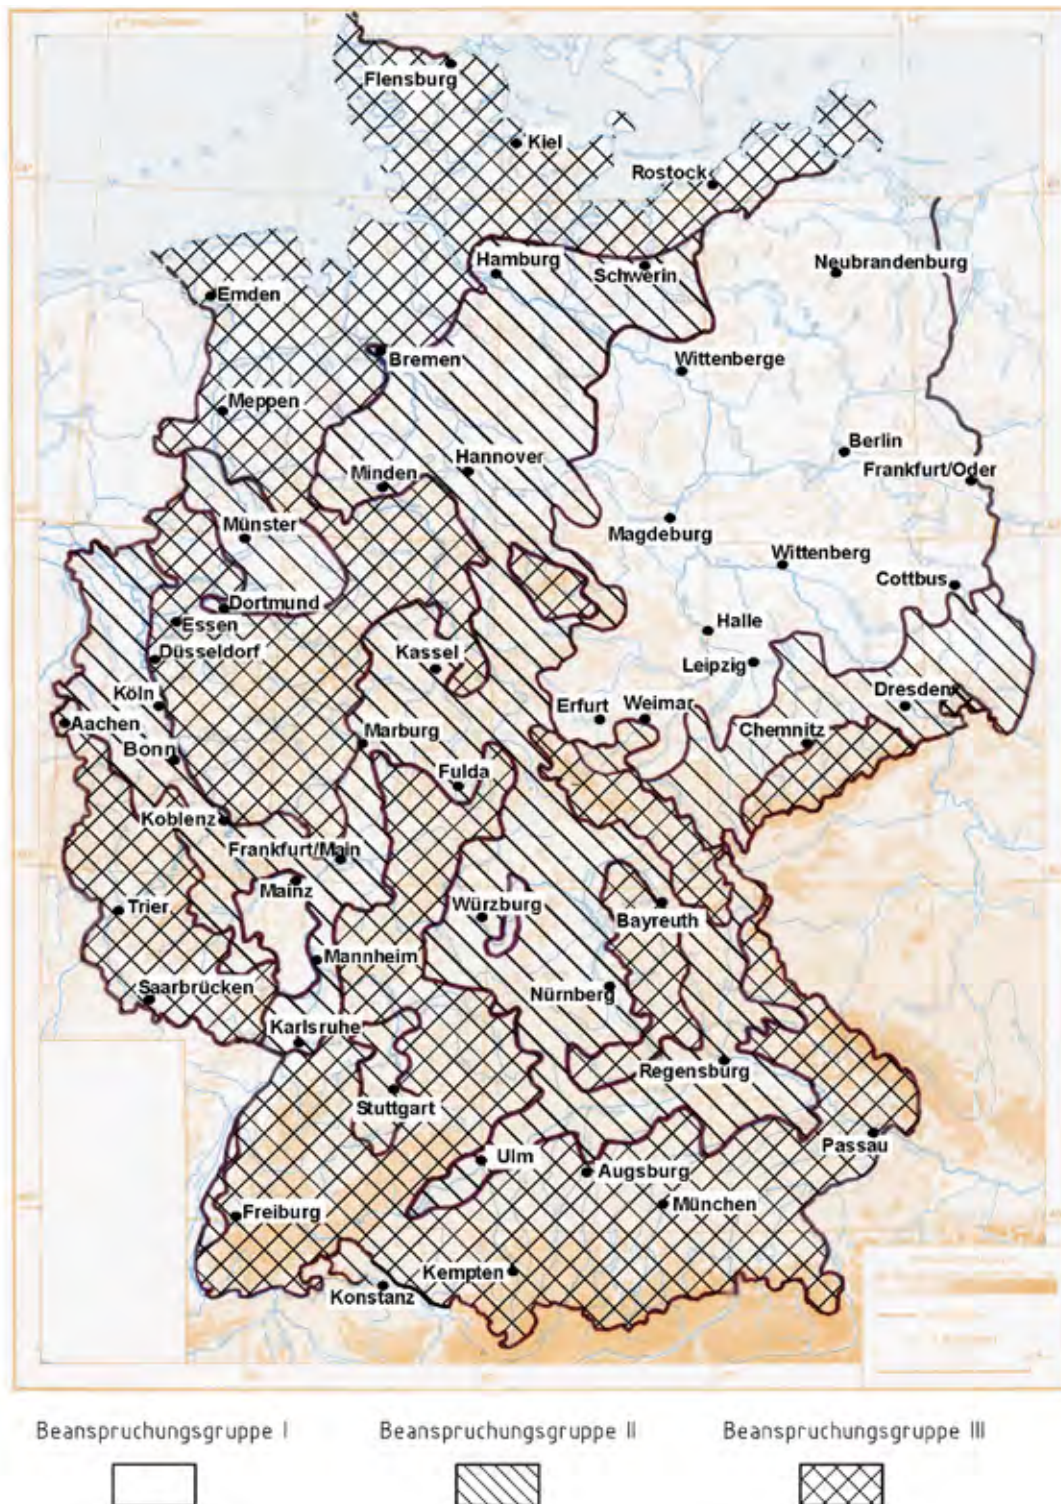 Flensburg
Kiel
Rostock
Hamburg
Schwerin
Neubrandenburg
Emden
Bremen
Wittenberge
Meppen
Berlin
Hannover
Frankfurt/Oder
Minden
Münster
Magdeburg
Wittenberg
Cottbus
Dortmund
Essen
Halle
Düsseldorf
Kassel
Leipzig
Köln
Dresden
Aachen
Erfurt
Weimar
Marburg
Chemnitz
Bonn
Fulda
Koblenz
Frankfurt/Main
Mainz
Trier
Würzburg
Bayreuth
Mannheim
Saarbrücken
Nürnberg
Karlsruhe
Regensburg
Stuttgart
Passau
Ulm
Augsburg
München
Freiburg
Kempten
Konstanz
Beanspruchungsgruppe I
Beanspruchungsgruppe II
Beanspruchungsgruppe III